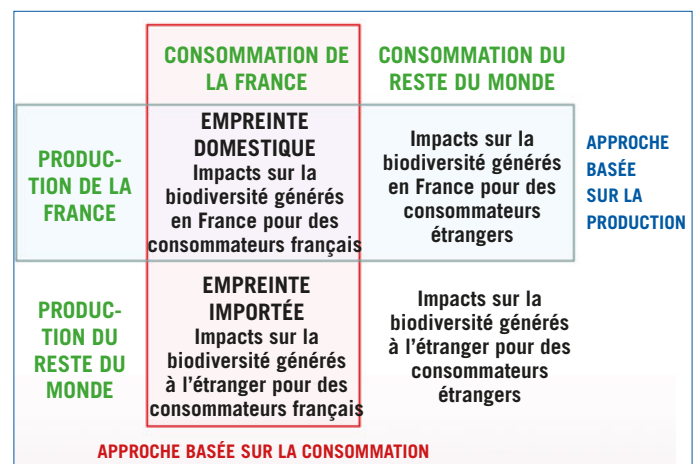 CONSOMMATION DE
LA FRANCE
CONSOMMATION DU
RESTE DU MONDE
PRODUC-
TION DE LA
FRANCE
EMPREINTE
DOMESTIQUE
Impacts sur la
biodiversité générés
en France pour des
consommateurs français
Impacts sur la
biodiversité générés
en France pour des
consommateurs
étrangers
APPROCHE
BASÉE
SUR LA
PRODUCTION
PRODUC-
TION DU
RESTE DU
MONDE
EMPREINTE
IMPORTÉE
Impacts sur la
biodiversité générés
à l’étranger pour des
consommateurs français
Impacts sur la
biodiversité générés
à l’étranger pour des
consommateurs
étrangers
APPROCHE BASÉE SUR LA CONSOMMATION